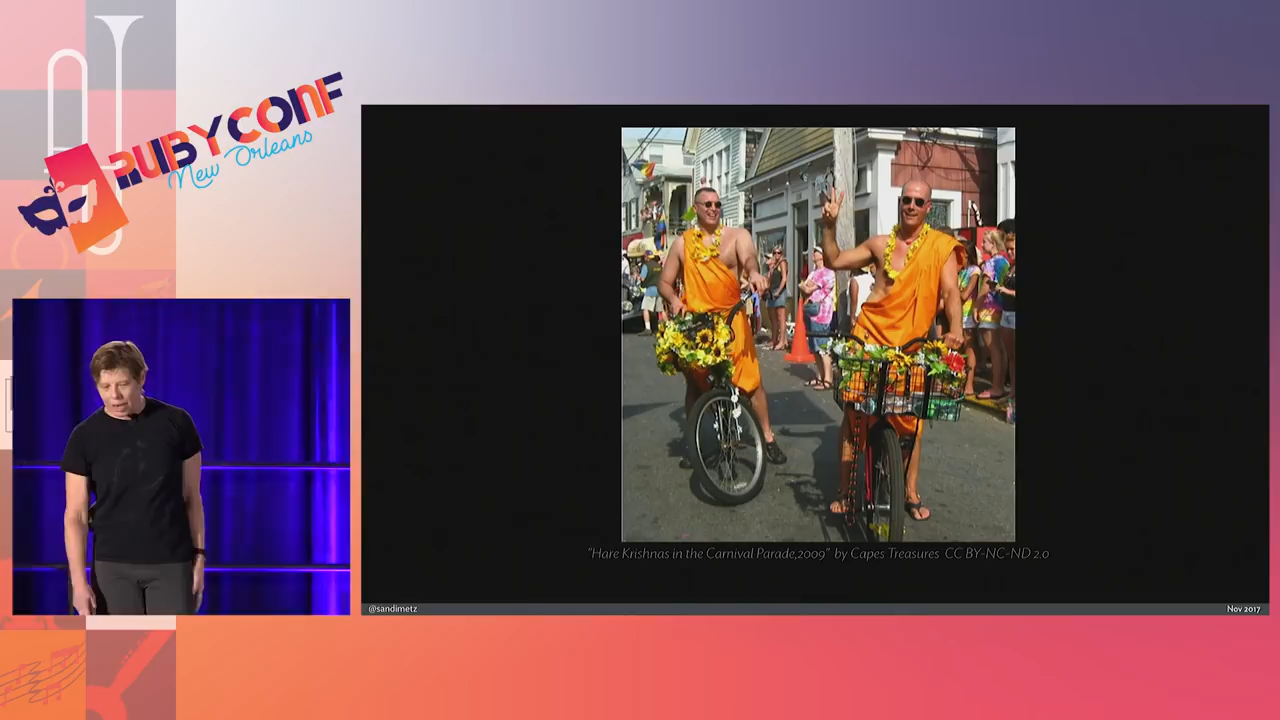 RUBYCONF
New Orleans
"Hare Krishnas in the Carnival Parade,2009" by Capes Treasures CC BY-NC-ND 2.0
@sandimetz
Nov 2017